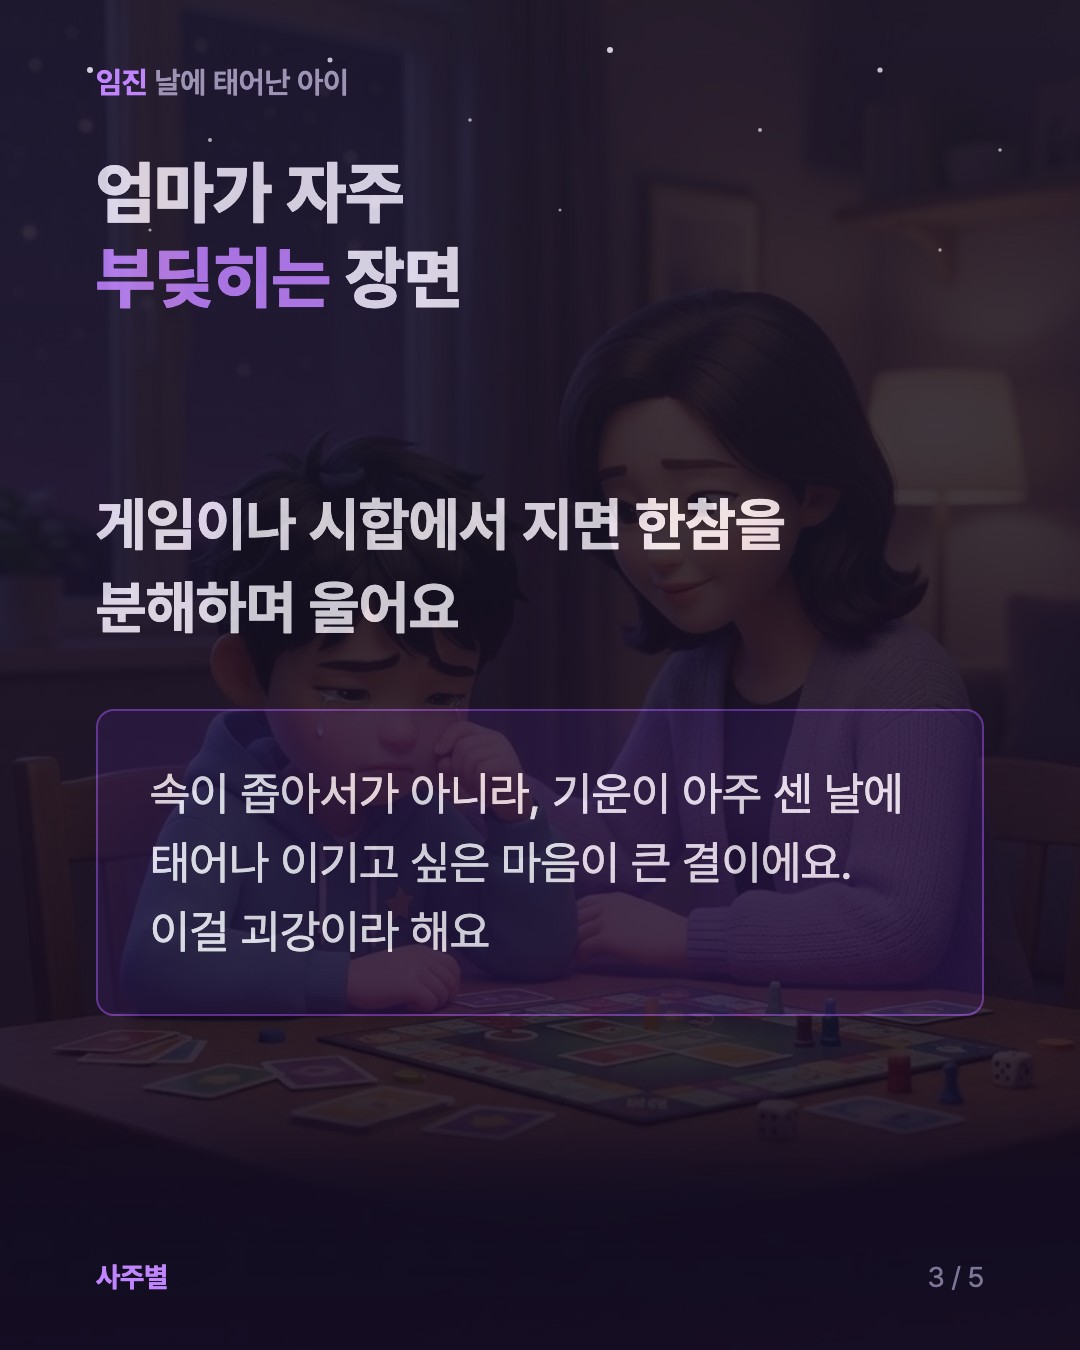 임진 날에 태어난 아이
엄마가 자주
부딪히는 장면
게임이나 시합에서 지면 한참을
분해하며 울어요
속이 좁아서가 아니라, 기운이 아주 센 날에
태어나 이기고 싶은 마음이 큰 결이에요.
이걸 괴강이라 해요
사주별
3 / 5